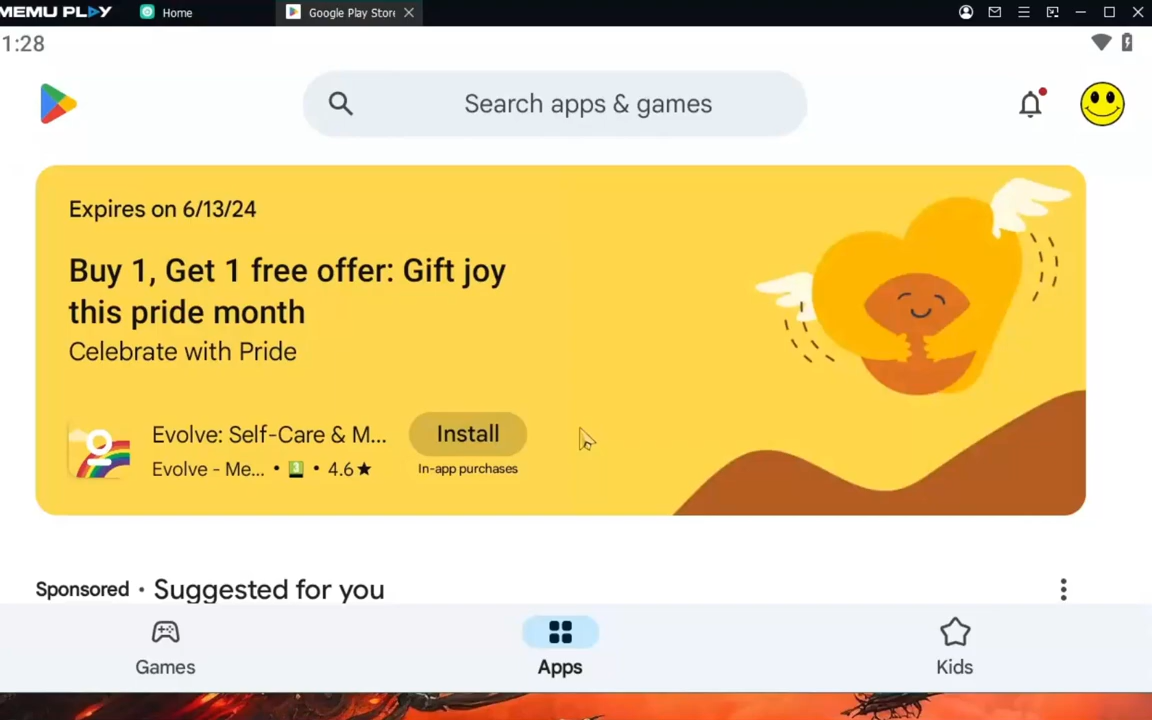 MEMU PLAY
Home
Google Play Store
1:28
Search apps & games
Expires on 6/13/24
Buy 1, Get 1 free offer: Gift joy
this pride month
Celebrate with Pride
Evolve: Self-Care & M...
Install
Evolve - Me... • 3 • 4.6★
In-app purchases
Sponsored • Suggested for you
Games
Apps
Kids